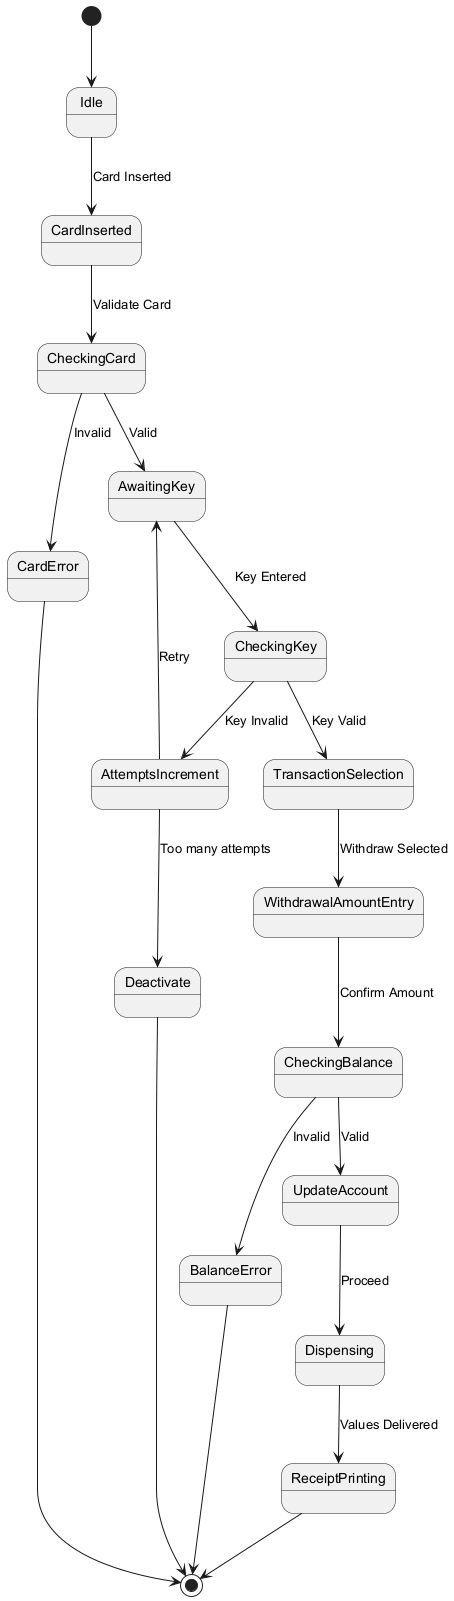 Idle
Card Inserted
CardInserted
Validate Card
CheckingCard
Invalid
Valid
AwaitingKey
CardError
Key Entered
CheckingKey
Retry
Key Invalid
Key Valid
AttemptsIncrement
TransactionSelection
Too many attempts
Withdraw Selected
WithdrawalAmountEntry
Deactivate
Confirm Amount
CheckingBalance
Invalid
Valid
UpdateAccount
BalanceError
Proceed
Dispensing
Values Delivered
ReceiptPrinting